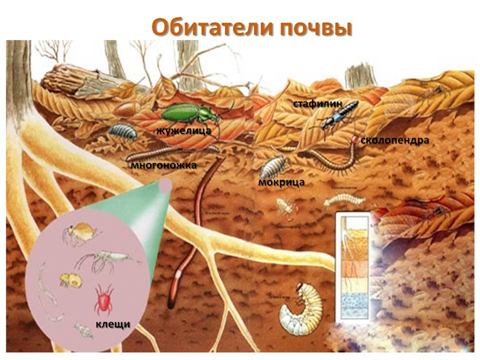 Обитатели почвы
стафилин
жужелица
сколопендра
многоножка
мокрица
клещи